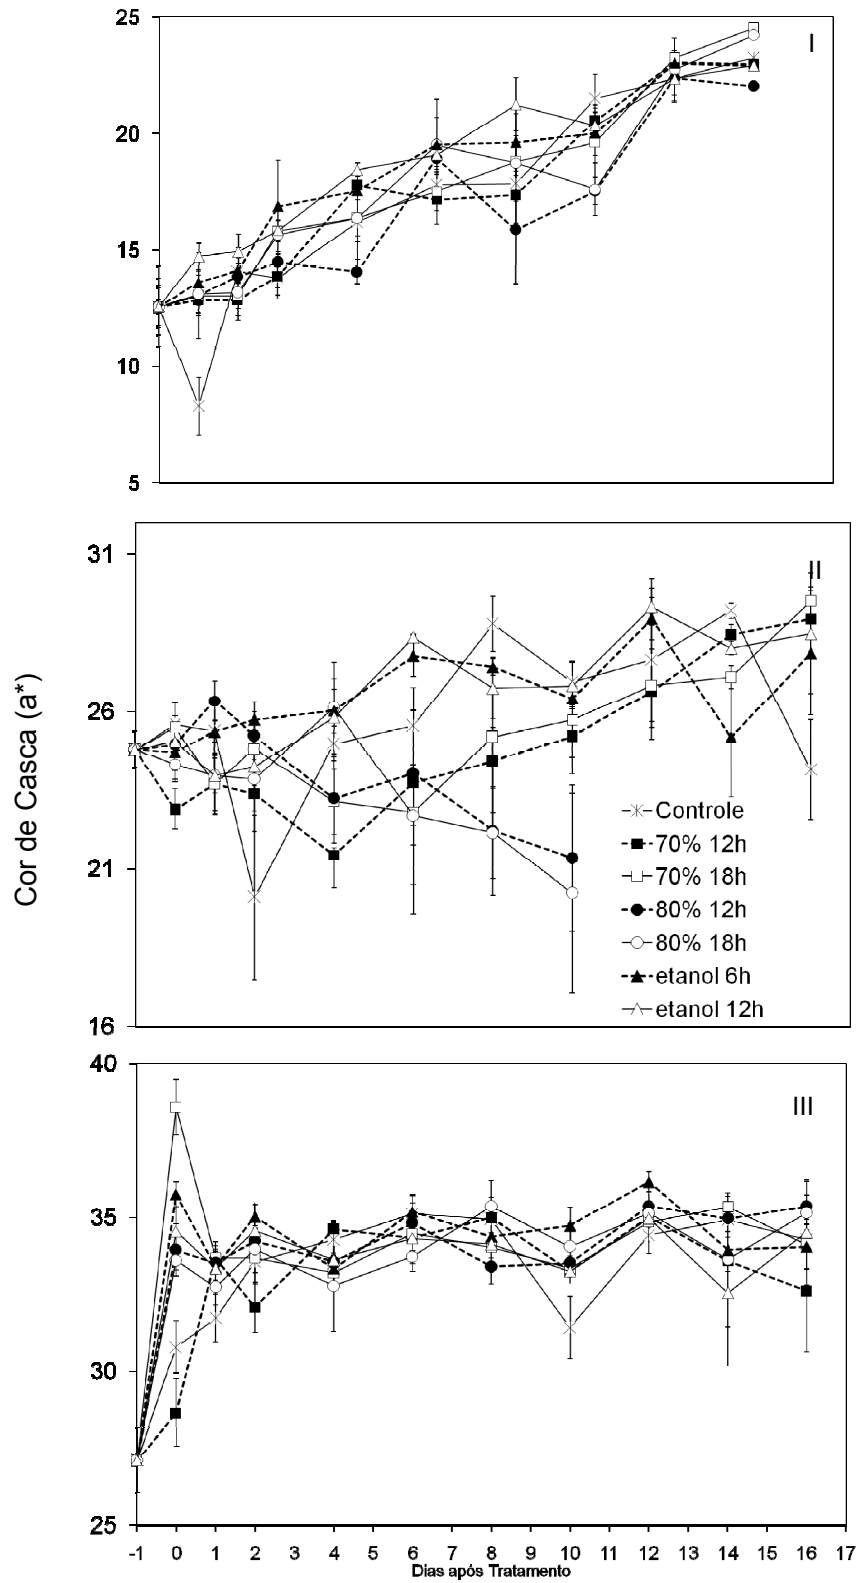 25
I
20
15
10
5
Cor de Casca (a*)
31
II
26
21
16
Controle
70% 12h
70% 18h
80% 12h
80% 18h
etanol 6h
etanol 12h
40
III
35
30
25
-1 0 1 2 3 4 5 6 7 8 9 10 11 12 13 14 15 16 17
Dias após Tratamento